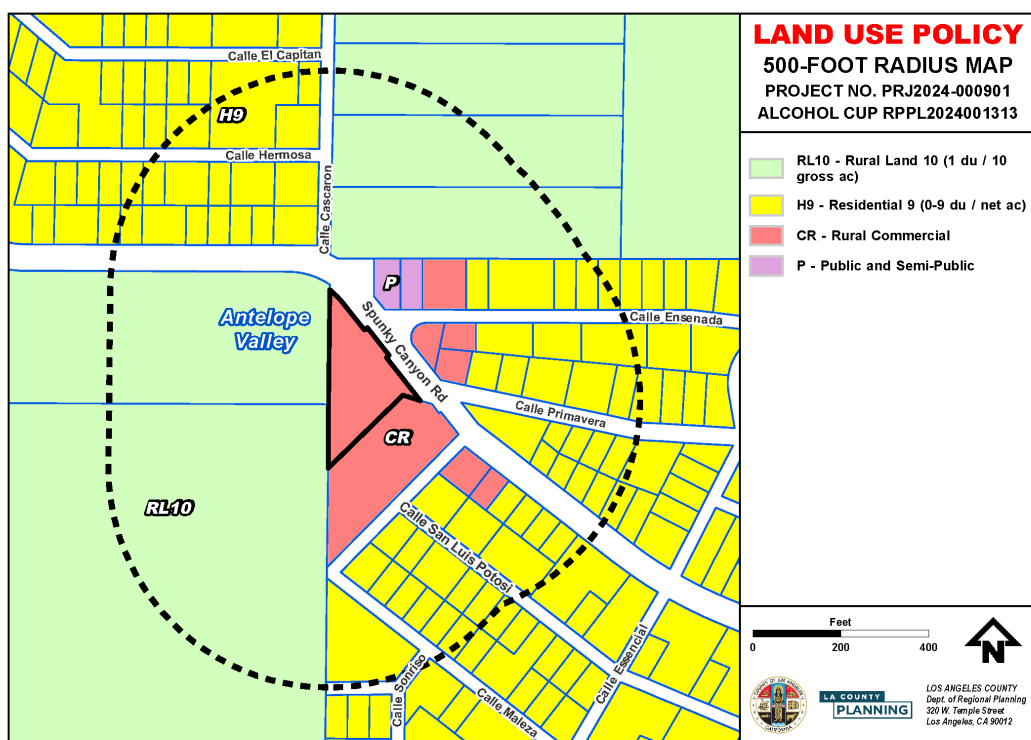 LAND USE POLICY
500-FOOT RADIUS MAP
PROJECT NO. PRJ2024-000901
ALCOHOL CUP RPPL2024001313
RL10 - Rural Land 10 (1 du / 10
gross ac)
H9 - Residential 9 (0-9 du / net ac)
CR - Rural Commercial
P - Public and Semi-Public
Calle El Capitan
H9
Calle Hermosa
Calle Cascaron
P
Antelope
Valley
Spunky Canyon Rd
Calle Ensenada
Calle Primavera
CR
RL10
Calle San Luis Potosi
Calle Sonriso
Calle Maleza
Calle Essencial
Feet
0 200 400
N
LA COUNTY
PLANNING
LOS ANGELES COUNTY
Dept. of Regional Planning
320 W. Temple Street
Los Angeles, CA 90012